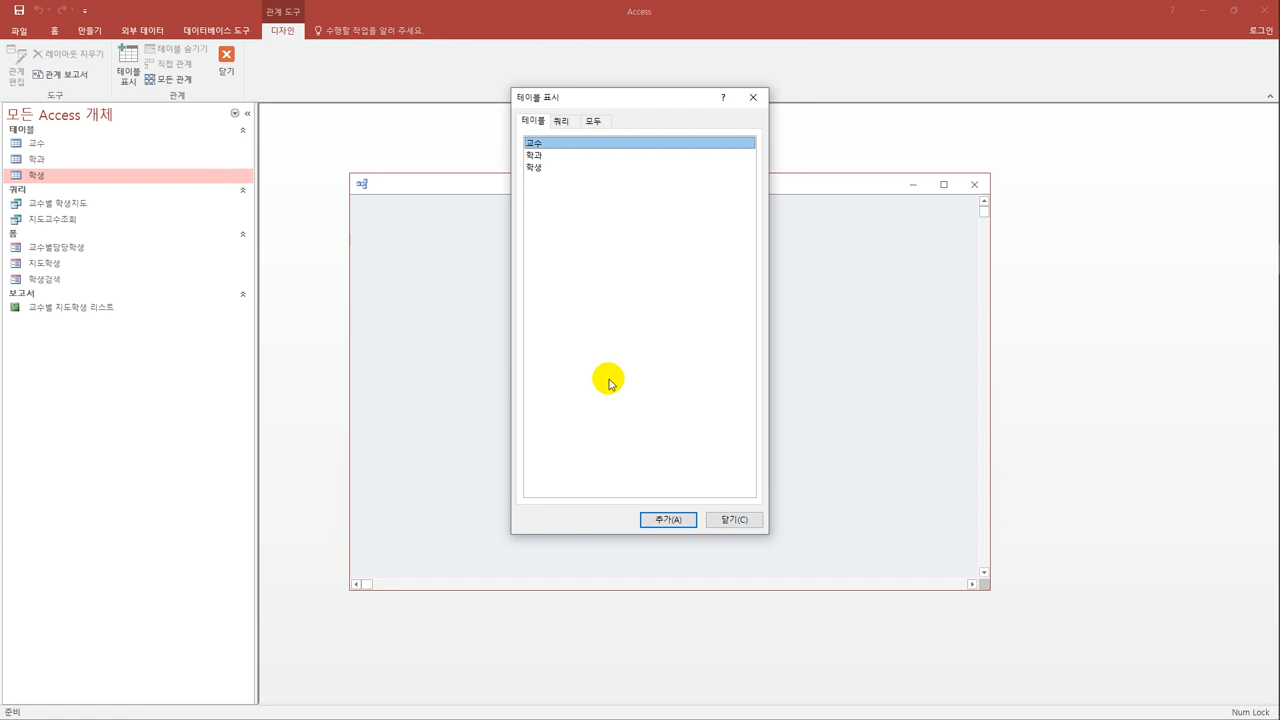 관계 도구
Access
파일
홈
만들기
외부 데이터
데이터베이스 도구
디자인
수행할 작업을 알려 주세요.
로그인
관계
편집
레이아웃 지우기
관계 보고서
도구
테이블
표시
테이블 숨기기
직접 관계
모든 관계
관계
닫기
모든 Access 개체
테이블
교수
학과
학생
쿼리
교수별 학생지도
지도교수조회
폼
교수별담당학생
지도학생
학생검색
보고서
교수별 지도학생 리스트
테이블 표시
?
테이블
쿼리
모두
교수
학과
학생
추가(A)
닫기(C)
준비
Num Lock